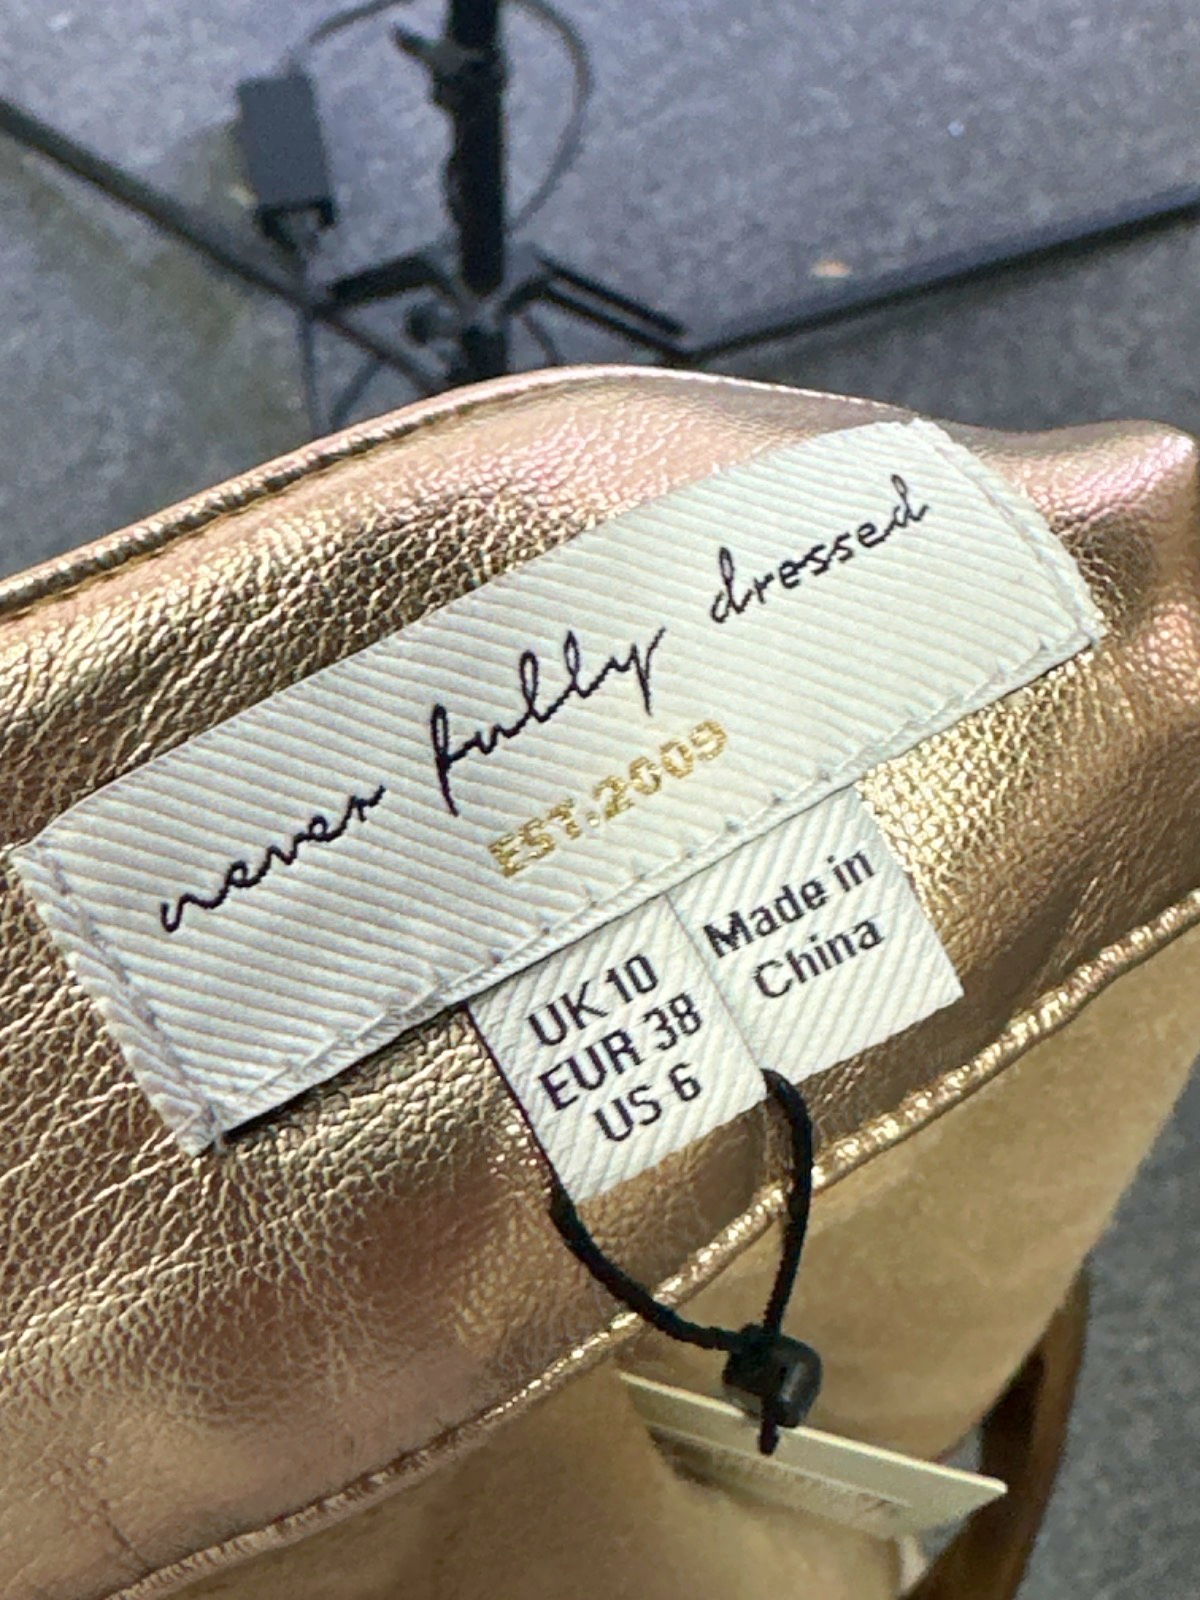 never fully dressed
EST.2009
UK 10
EUR 38
US 6
Made in
China